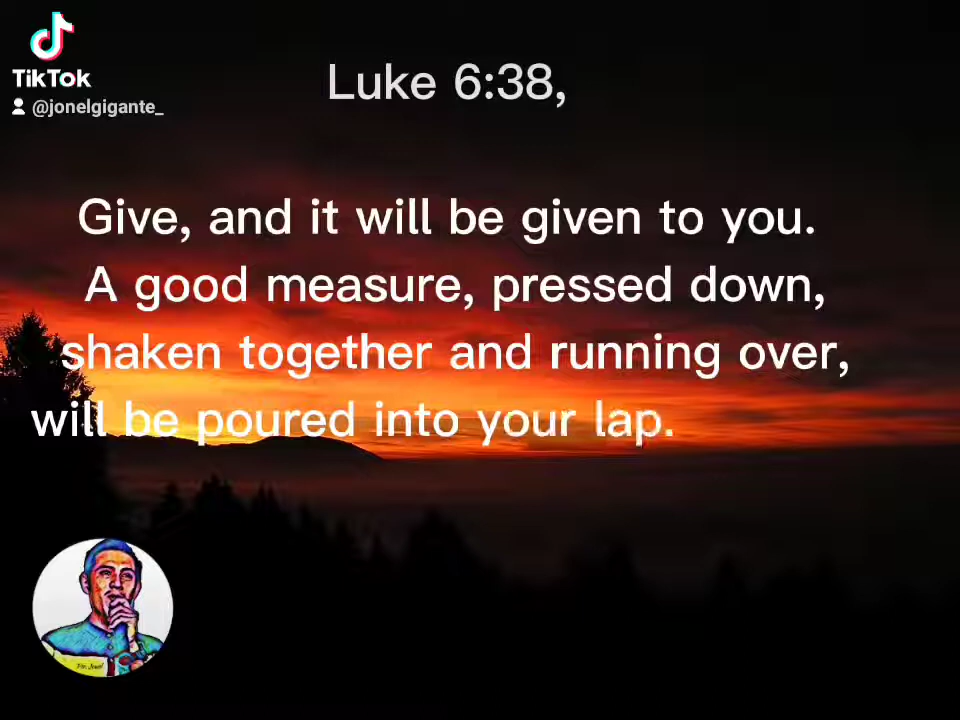 TikTok
@jonelgigante_
Luke 6:38,
Give, and it will be given to you.
A good measure, pressed down,
shaken together and running over,
will be poured into your lap.